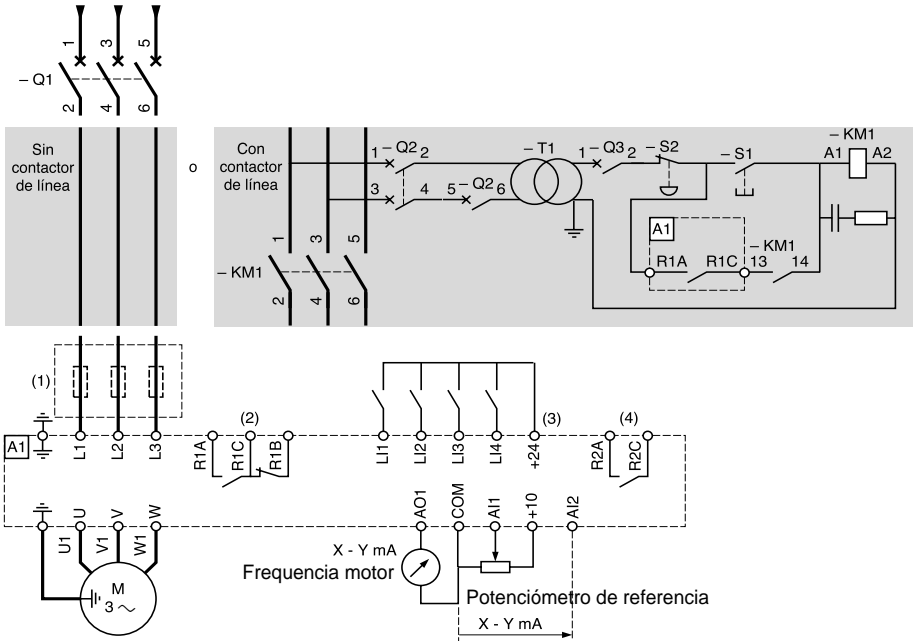 1 3 5
– Q1
2 4 6
Sin
contactor
de línea
o
Con
contactor
de línea
1 – Q2 2
3 4 5 – Q2 6
– T1
1 – Q3 2 – S2
– S1
– KM1
A1 A2
A1
R1A R1C
– KM1
13 14
1 3 5
– KM1
2 4 6
(1)
(2)
(3)
(4)
A1
L1 L2 L3
R1A R1C R1B
LI1 LI2 LI3 LI4 +24
R2A R2C
U V W
AO1 COM AI1 +10 AI2
U1 V1 W1
M
3 ~
X - Y mA
Frequencia motor
Potenciómetro de referencia
X - Y mA